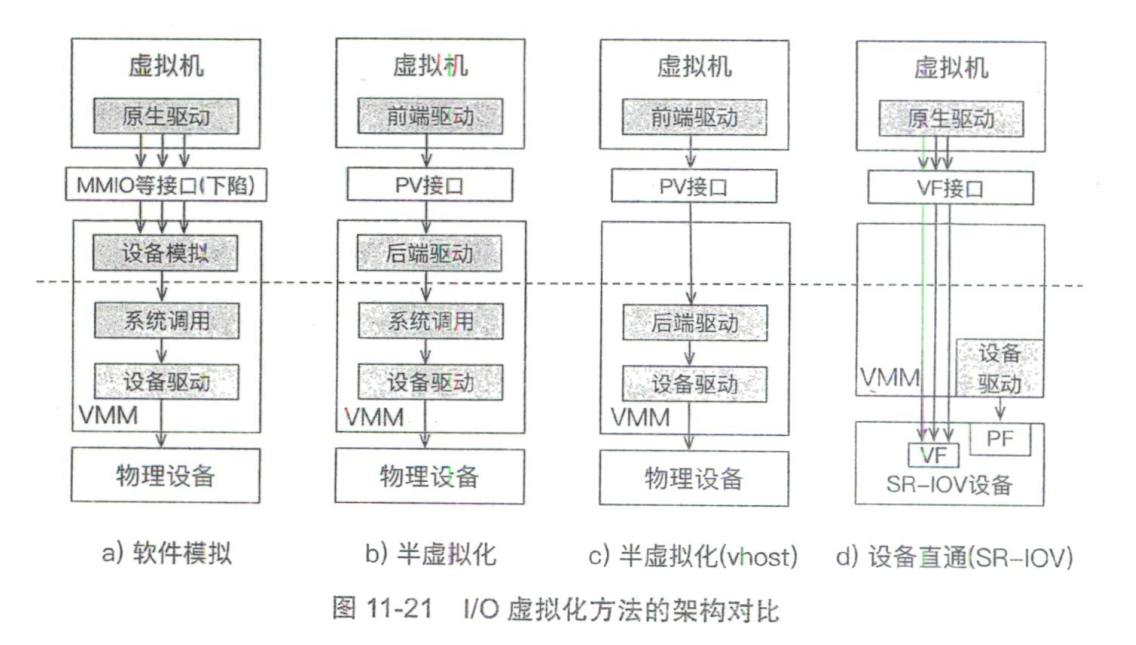 虚拟机
原生驱动
MMIO等接口(下陷)
设备模拟
系统调用
设备驱动
VMM
物理设备
a) 软件模拟
虚拟机
前端驱动
PV接口
后端驱动
系统调用
设备驱动
VMM
物理设备
b) 半虚拟化
虚拟机
前端驱动
PV接口
后端驱动
设备驱动
VMM
物理设备
c) 半虚拟化(vhost)
虚拟机
原生驱动
VF接口
设备
驱动
VMM
PF
VF
SR-IOV设备
d) 设备直通(SR-IOV)
图 11-21 I/O 虚拟化方法的架构对比